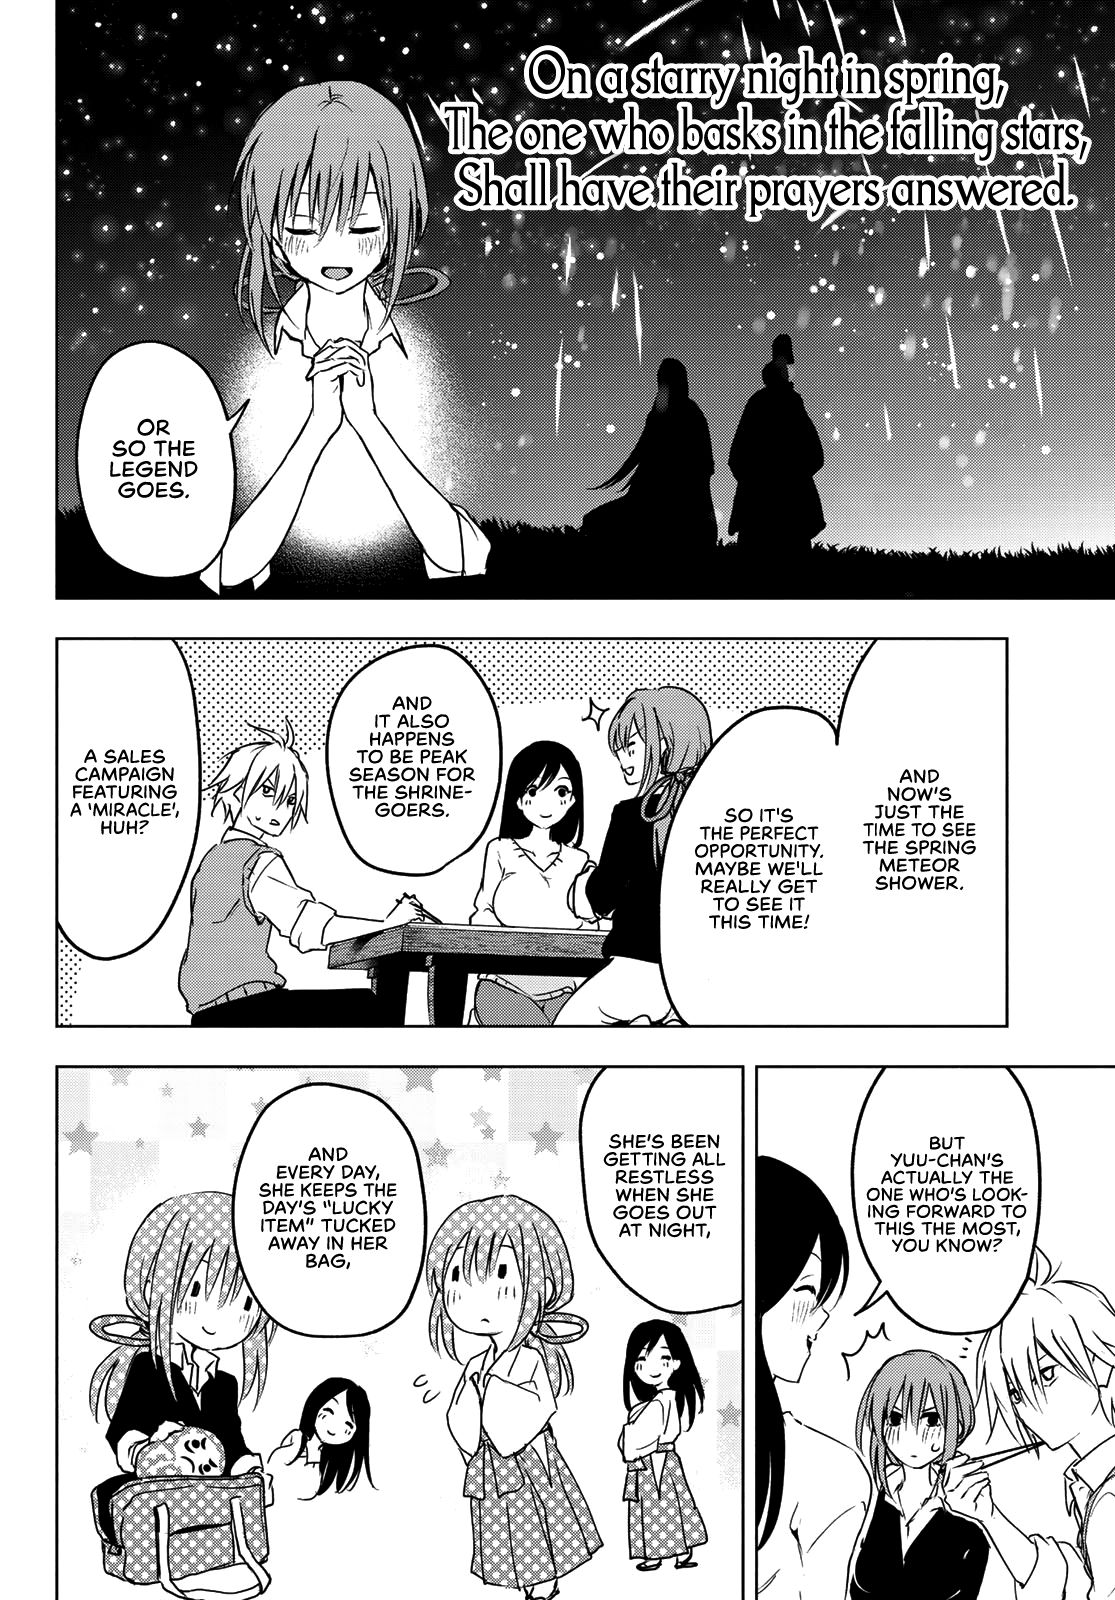 On a starry night in spring,
The one who basks in the falling stars,
Shall have their prayers answered.
OR
SO THE
LEGEND
GOES.
AND
NOW'S
JUST THE
TIME TO SEE
THE SPRING
METEOR
SHOWER.
SO IT'S
THE PERFECT
OPPORTUNITY.
MAYBE WE'LL
REALLY GET
TO SEE IT
THIS TIME!
AND
IT ALSO
HAPPENS
TO BE PEAK
SEASON FOR
THE SHRINE-
GOERS.
A SALES
CAMPAIGN
FEATURING
A 'MIRACLE',
HUH?
BUT
YUU-CHAN'S
ACTUALLY THE
ONE WHO'S LOOK-
ING FORWARD TO
THIS THE MOST,
YOU KNOW?
SHE'S BEEN
GETTING ALL
RESTLESS
WHEN SHE
GOES OUT
AT NIGHT,
AND
EVERY DAY,
SHE KEEPS THE
DAY'S "LUCKY
ITEM" TUCKED
AWAY IN HER
BAG,